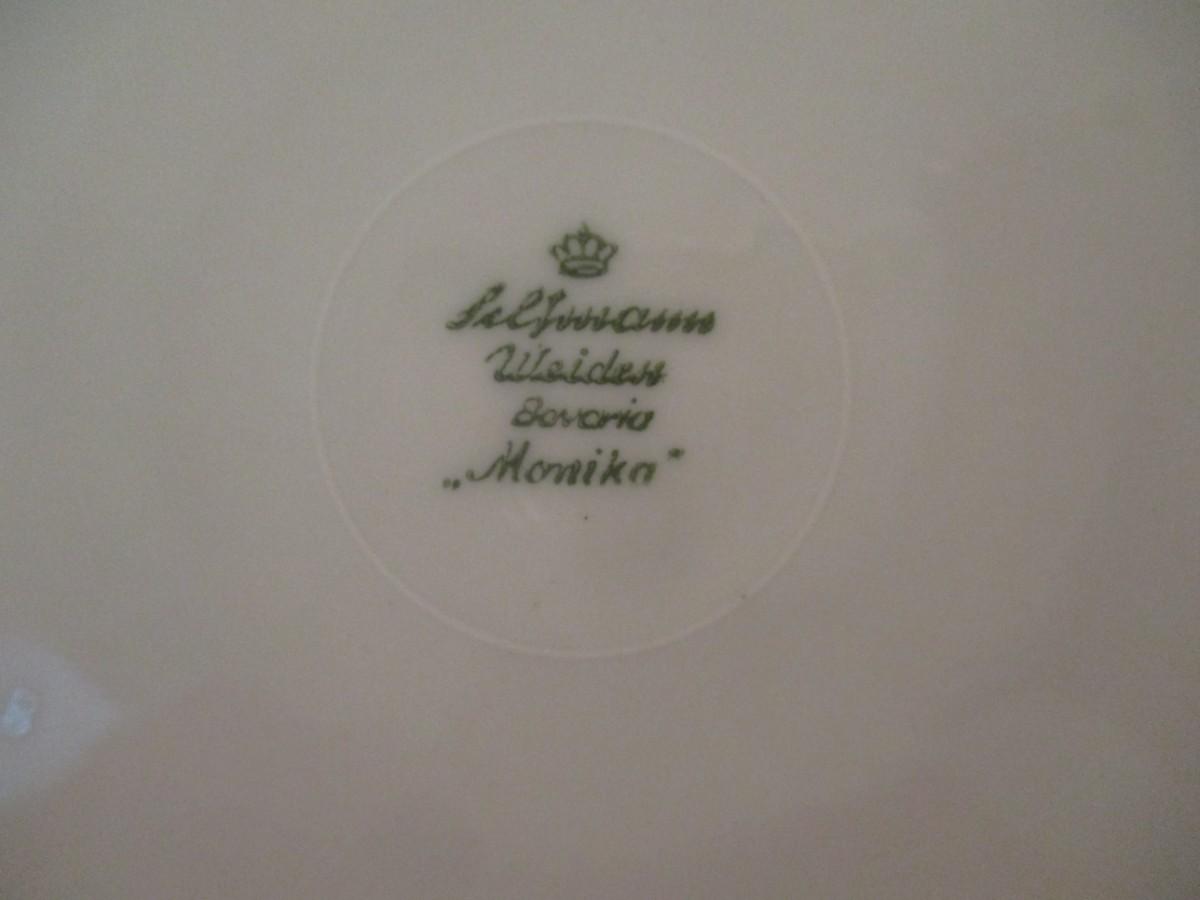 Seltmann
Weiden
Bavaria
„Monika"